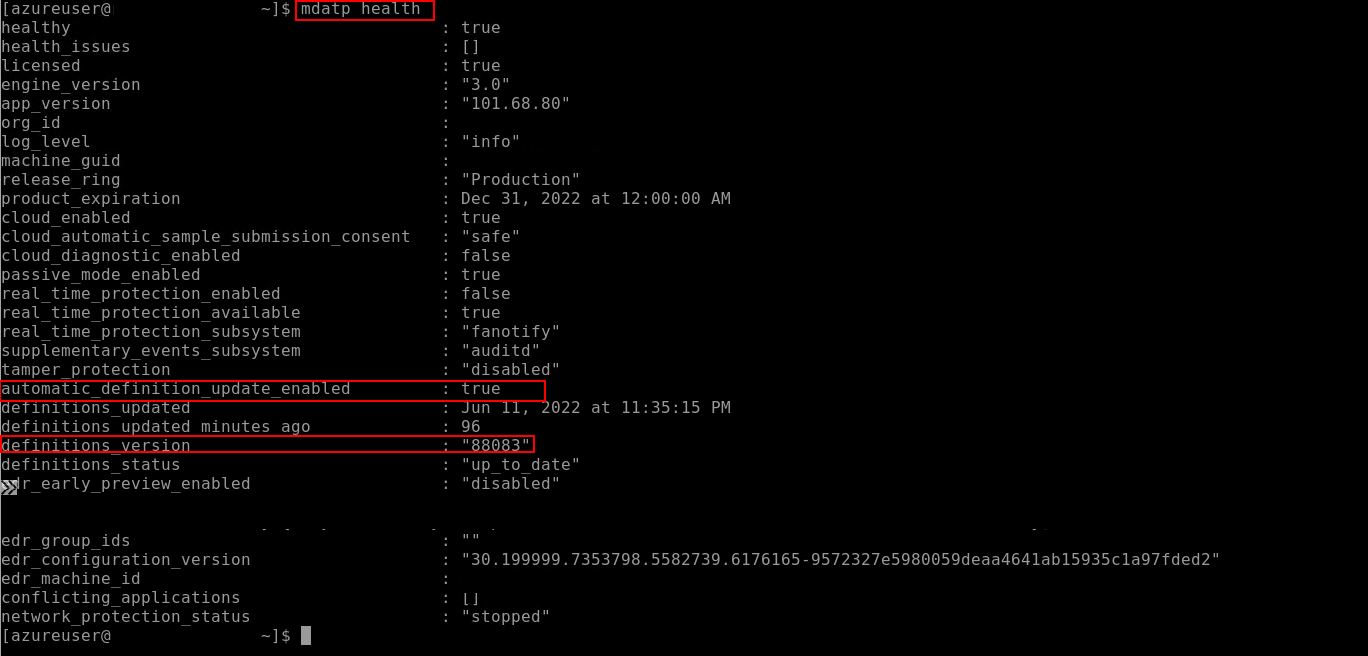 [azureuser@ ~]$ mdatp health
healthy : true
health_issues : []
licensed : true
engine_version : "3.0"
app_version : "101.68.80"
org_id :
log_level : "info"
machine_guid :
release_ring : "Production"
product_expiration : Dec 31, 2022 at 12:00:00 AM
cloud_enabled : true
cloud_automatic_sample_submission_consent : "safe"
cloud_diagnostic_enabled : false
passive_mode_enabled : true
real_time_protection_enabled : false
real_time_protection_available : true
real_time_protection_subsystem : "fanotify"
supplementary_events_subsystem : "auditd"
tamper_protection : "disabled"
automatic_definition_update_enabled : true
definitions_updated : Jun 11, 2022 at 11:35:15 PM
definitions_updated_minutes_ago : 96
definitions_version : "88083"
definitions_status : "up_to_date"
edr_early_preview_enabled : "disabled"
edr_group_ids : ""
edr_configuration_version : "30.199999.7353798.5582739.6176165-9572327e5980059deaa4641ab15935c1a97fded2"
edr_machine_id :
conflicting_applications : []
network_protection_status : "stopped"
[azureuser@ ~]$